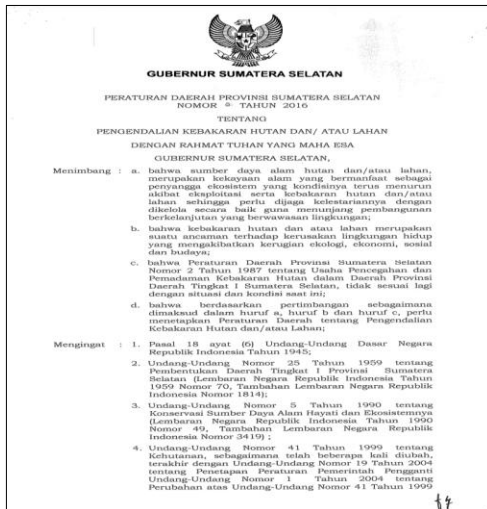 GUBERNUR SUMATERA SELATAN
PERATURAN DAERAH PROVINSI SUMATERA SELATAN
NOMOR 8 TAHUN 2016
TENTANG
PENGENDALIAN KEBAKARAN HUTAN DAN/ ATAU LAHAN
DENGAN RAHMAT TUHAN YANG MAHA ESA
GUBERNUR SUMATERA SELATAN,
Menimbang : a. bahwa sumber daya alam hutan dan/atau lahan,
merupakan kekayaan alam yang bermanfaat sebagai
penyangga ekosistem yang kondisinya terus menurun
akibat eksploitasi serta kebakaran hutan dan/atau
lahan sehingga perlu dijaga kelestariannya dengan
dikelola secara baik guna menunjang pembangunan
berkelanjutan yang berwawasan lingkungan;
b. bahwa kebakaran hutan dan atau lahan merupakan
suatu ancaman terhadap kerusakan lingkungan hidup
yang mengakibatkan kerugian ekologi, ekonomi, sosial
dan budaya;
c. bahwa Peraturan Daerah Provinsi Sumatera Selatan
Nomor 2 Tahun 1987 tentang Usaha Pencegahan dan
Pemadaman Kebakaran Hutan dalam Daerah Provinsi
Daerah Tingkat I Sumatera Selatan, tidak sesuai lagi
dengan situasi dan kondisi saat ini;
d. bahwa berdasarkan pertimbangan sebagaimana
dimaksud dalam huruf a, huruf b dan huruf c, perlu
menetapkan Peraturan Daerah tentang Pengendalian
Kebakaran Hutan dan/atau Lahan;
Mengingat : 1. Pasal 18 ayat (6) Undang-Undang Dasar Negara
Republik Indonesia Tahun 1945;
2. Undang-Undang Nomor 25 Tahun 1959 tentang
Pembentukan Daerah Tingkat I Provinsi Sumatera
Selatan (Lembaran Negara Republik Indonesia Tahun
1959 Nomor 70, Tambahan Lembaran Negara Republik
Indonesia Nomor 1814);
3. Undang-Undang Nomor 5 Tahun 1990 tentang
Konservasi Sumber Daya Alam Hayati dan Ekosistemnya
(Lembaran Negara Republik Indonesia Tahun 1990
Nomor 49, Tambahan Lembaran Negara Republik
Indonesia Nomor 3419) ;
4. Undang-Undang Nomor 41 Tahun 1999 tentang
Kehutanan, sebagaimana telah beberapa kali diubah,
terakhir dengan Undang-Undang Nomor 19 Tahun 2004
tentang Penetapan Peraturan Pemerintah Pengganti
Undang-Undang Nomor 1 Tahun 2004 tentang
Perubahan atas Undang-Undang Nomor 41 Tahun 1999